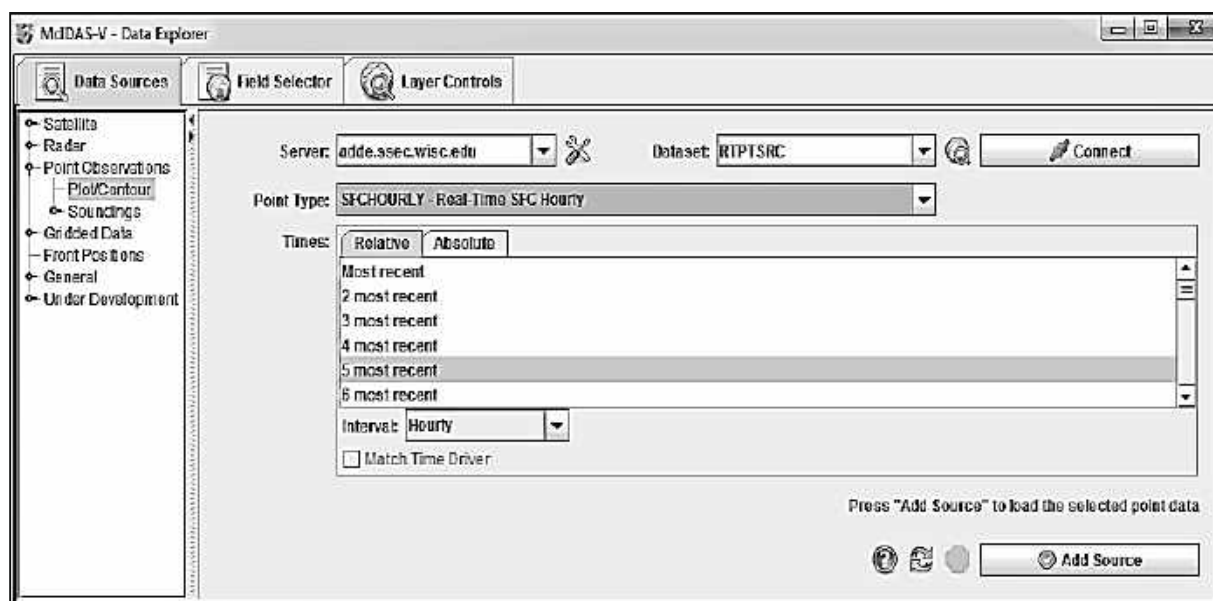 McIDAS-V - Data Explorer
Data Sources Field Selector Layer Controls
Satellite
Radar
Point Observations
Plot/Contour
Soundings
Gridded Data
Front Positions
General
Under Development
Server: adde.ssec.wisc.edu Dataset: RTPTSRC Connect
Point Type: SFCHOURLY - Real-Time SFC Hourly
Times: Relative Absolute
Most recent
2 most recent
3 most recent
4 most recent
5 most recent
6 most recent
Interval: Hourly
Match Time Driver
Press "Add Source" to load the selected point data
Add Source